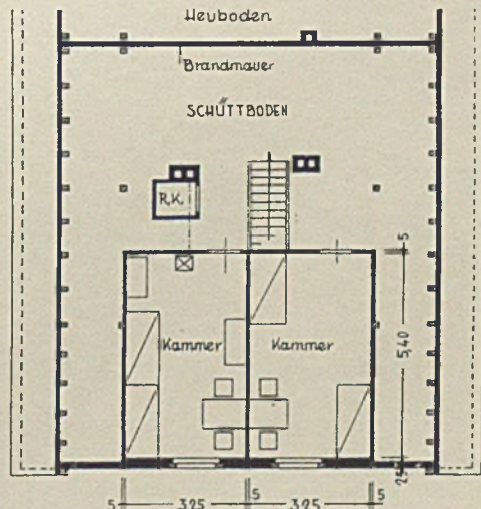 Heuboden
Brandmauer
SCHÜTTBODEN
R.K.
5
Kammer
Kammer
5,40
25
5 325 5 325 5